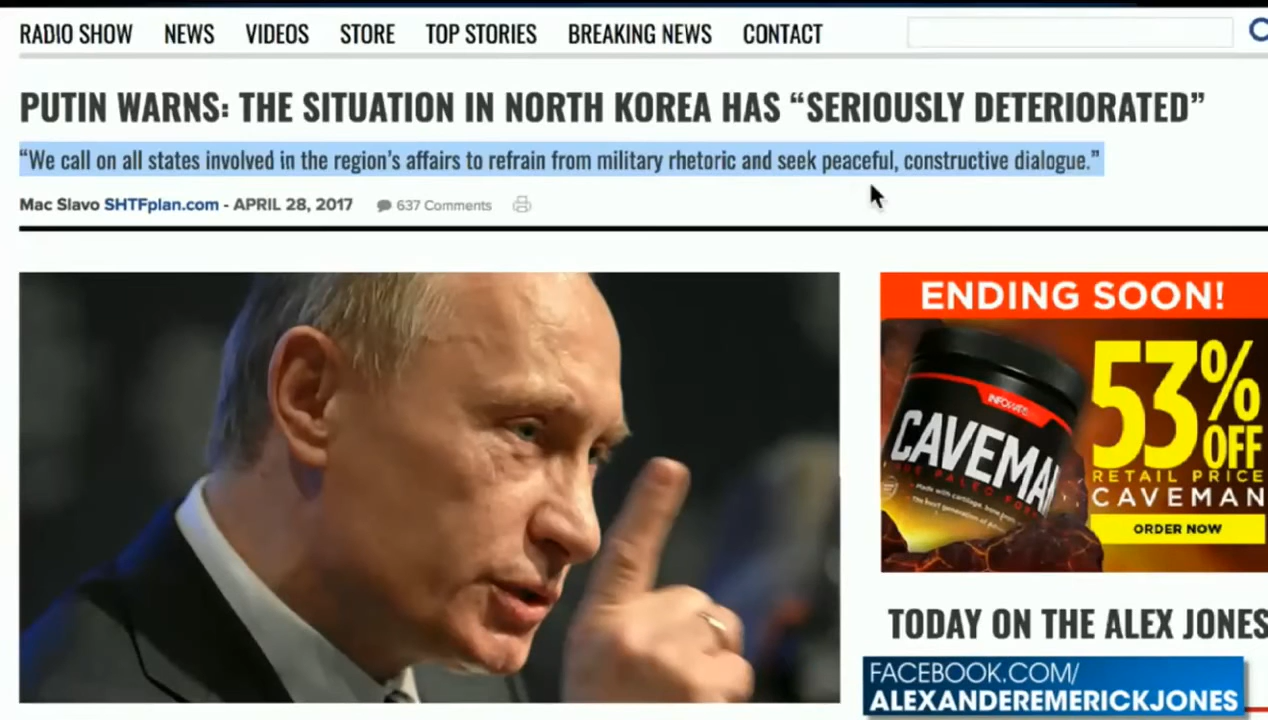 RADIO SHOW NEWS VIDEOS STORE TOP STORIES BREAKING NEWS CONTACT
PUTIN WARNS: THE SITUATION IN NORTH KOREA HAS “SERIOUSLY DETERIORATED”
“We call on all states involved in the region’s affairs to refrain from military rhetoric and seek peaceful, constructive dialogue.”
Mac Slavo SHTFplan.com - APRIL 28, 2017 637 Comments
ENDING SOON!
INFOWARS
CAVEMA
53%
OFF
RETAIL PRICE
CAVEMAN
ORDER NOW
TODAY ON THE ALEX JONES
FACEBOOK.COM/
ALEXANDEREMERICKJONES